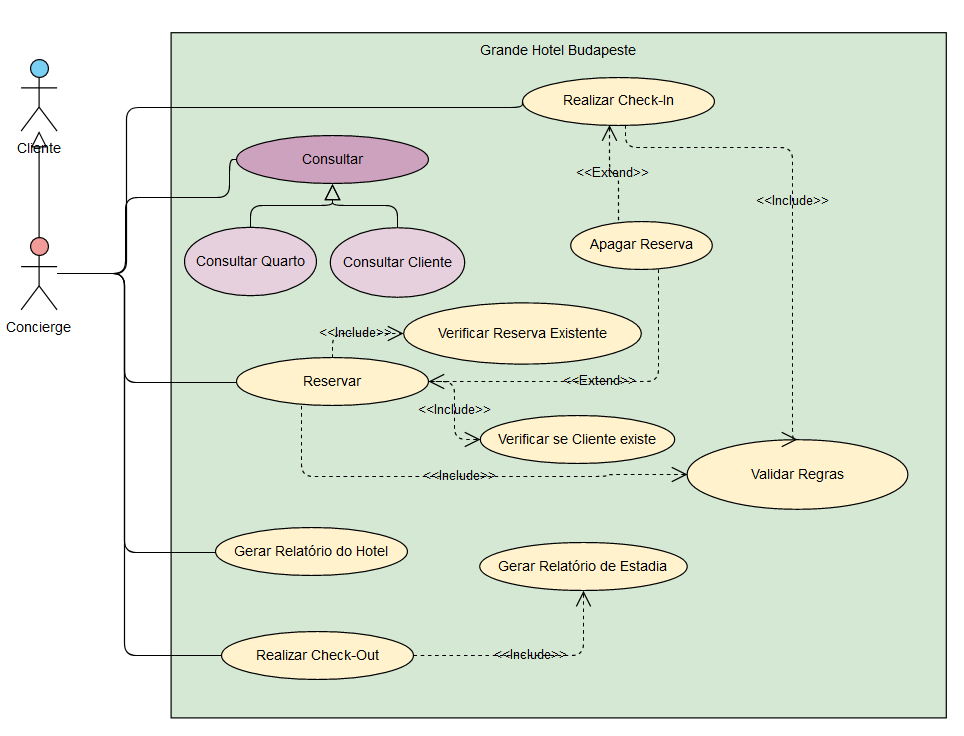 Grande Hotel Budapeste
Cliente
Concierge
Realizar Check-In
Consultar
<<Extend>>
<<Include>>
Apagar Reserva
Consultar Quarto
Consultar Cliente
<<Include>>
Verificar Reserva Existente
Reservar
<<Extend>>
<<Include>>
Verificar se Cliente existe
<<Include>>
Validar Regras
Gerar Relatório do Hotel
Gerar Relatório de Estadia
Realizar Check-Out
<<Include>>